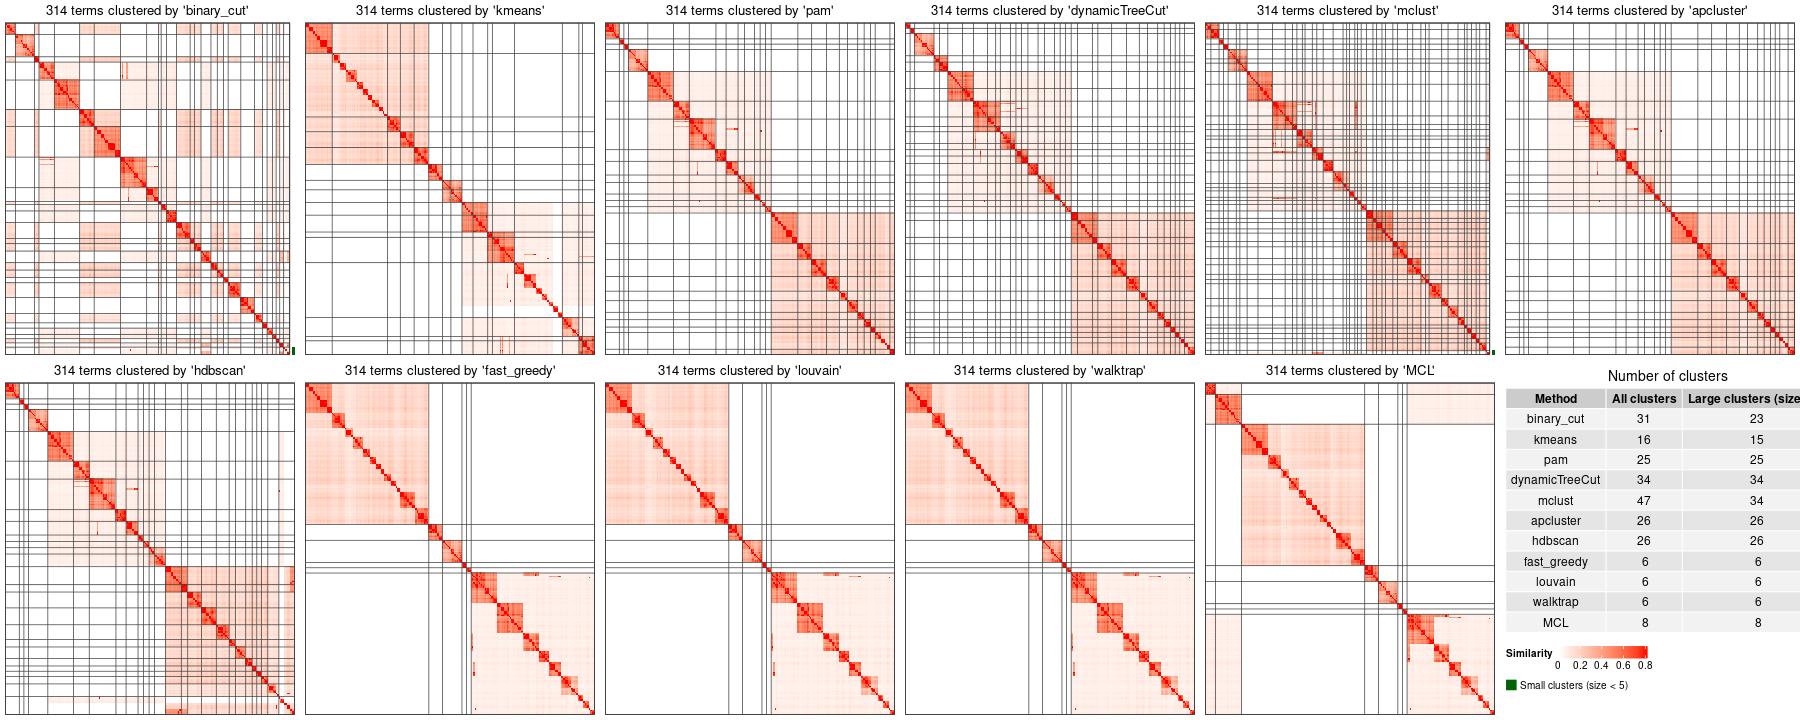 314 terms clustered by 'binary_cut'
314 terms clustered by 'kmeans'
314 terms clustered by 'pam'
314 terms clustered by 'dynamicTreeCut'
314 terms clustered by 'mclust'
314 terms clustered by 'apcluster'
314 terms clustered by 'hdbscan'
314 terms clustered by 'fast_greedy'
314 terms clustered by 'louvain'
314 terms clustered by 'walktrap'
314 terms clustered by 'MCL'
Number of clusters
Method All clusters Large clusters (size
binary_cut 31 23
kmeans 16 15
pam 25 25
dynamicTreeCut 34 34
mclust 47 34
apcluster 26 26
hdbscan 26 26
fast_greedy 6 6
louvain 6 6
walktrap 6 6
MCL 8 8
Similarity
0 0.2 0.4 0.6 0.8
Small clusters (size < 5)